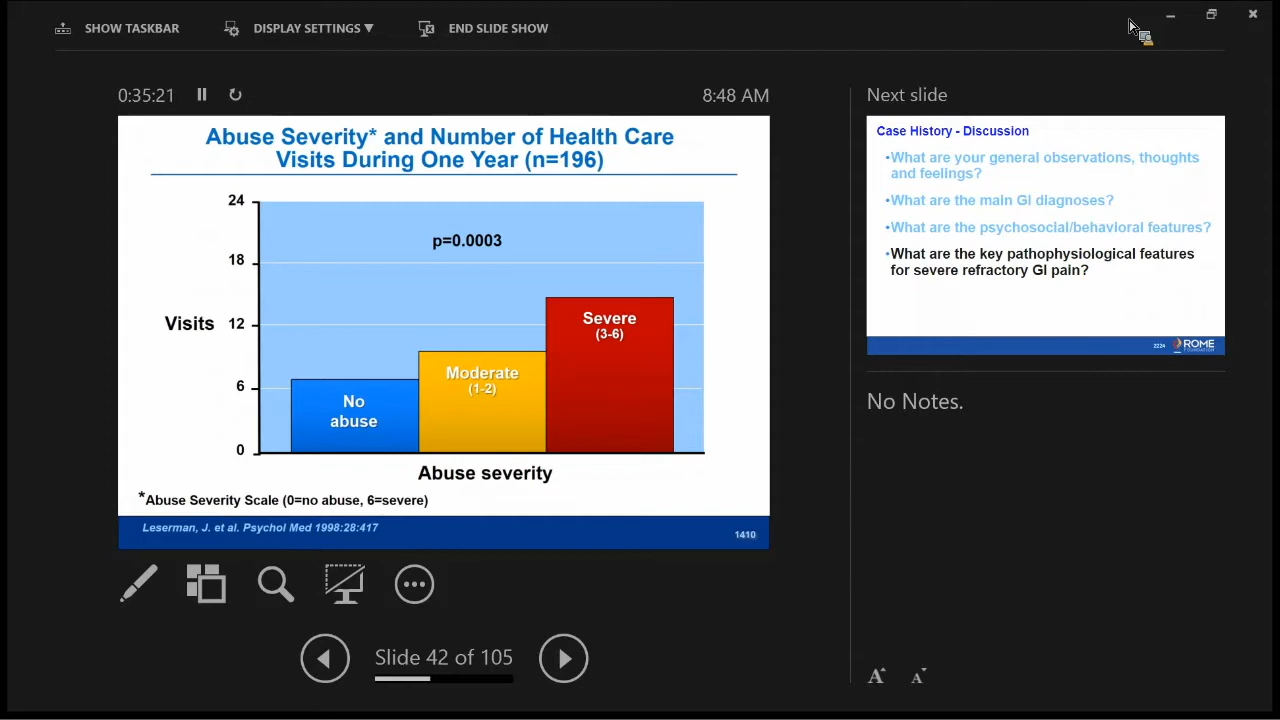 SHOW TASKBAR
DISPLAY SETTINGS ▼
END SLIDE SHOW
0:35:21
8:48 AM
Abuse Severity* and Number of Health Care
Visits During One Year (n=196)
24
18
12
6
0
Visits
p=0.0003
No
abuse
Moderate
(1-2)
Severe
(3-6)
Abuse severity
*Abuse Severity Scale (0=no abuse, 6=severe)
Leserman, J. et al. Psychol Med 1998:28:417
1410
Slide 42 of 105
Next slide
Case History - Discussion
•What are your general observations, thoughts
and feelings?
•What are the main GI diagnoses?
•What are the psychosocial/behavioral features?
•What are the key pathophysiological features
for severe refractory GI pain?
2224
ROME
FOUNDATION
No Notes.
A A